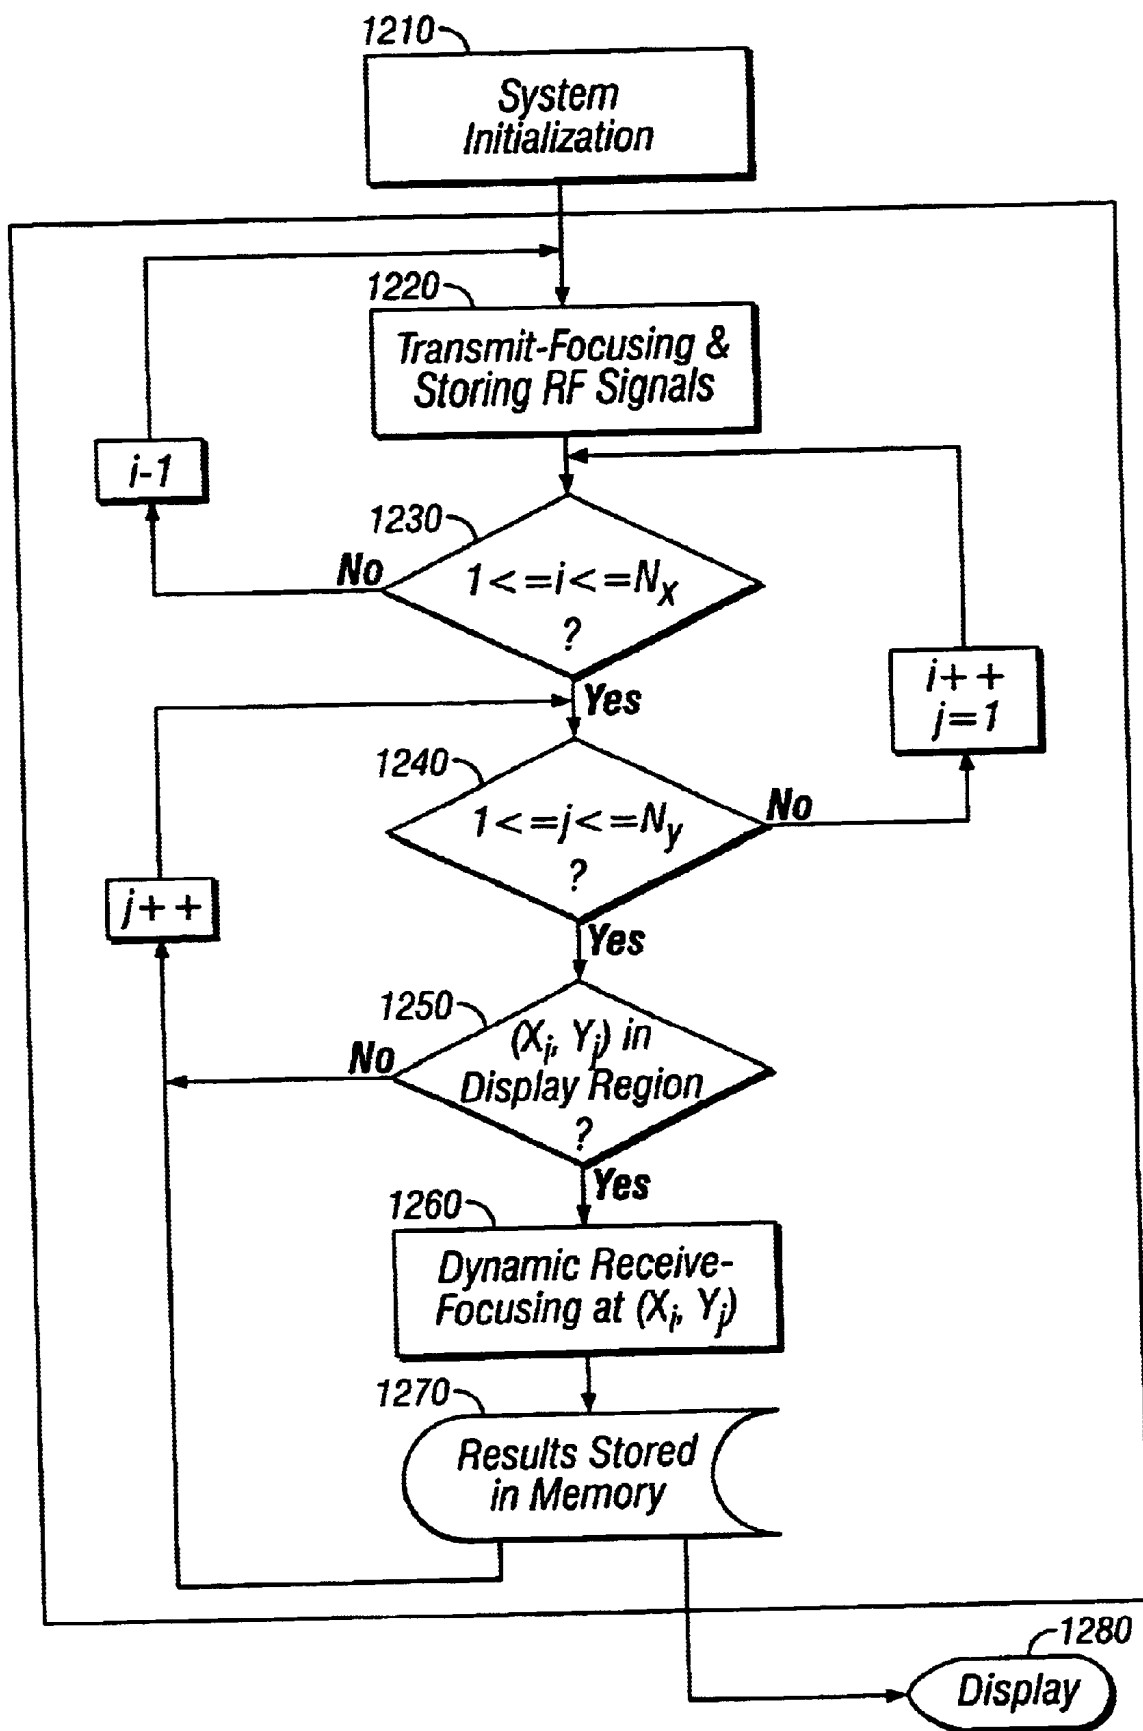 1210
System
Initialization
1220
Transmit-Focusing &
Storing RF Signals
i-1
1230
No
1<=i<=Nx
?
Yes
i++
j=1
1240
No
1<=j<=Ny
?
j++
Yes
1250
No
(Xi, Yj) in
Display Region
?
Yes
1260
Dynamic Receive-
Focusing at (Xi, Yj)
1270
Results Stored
in Memory
1280
Display